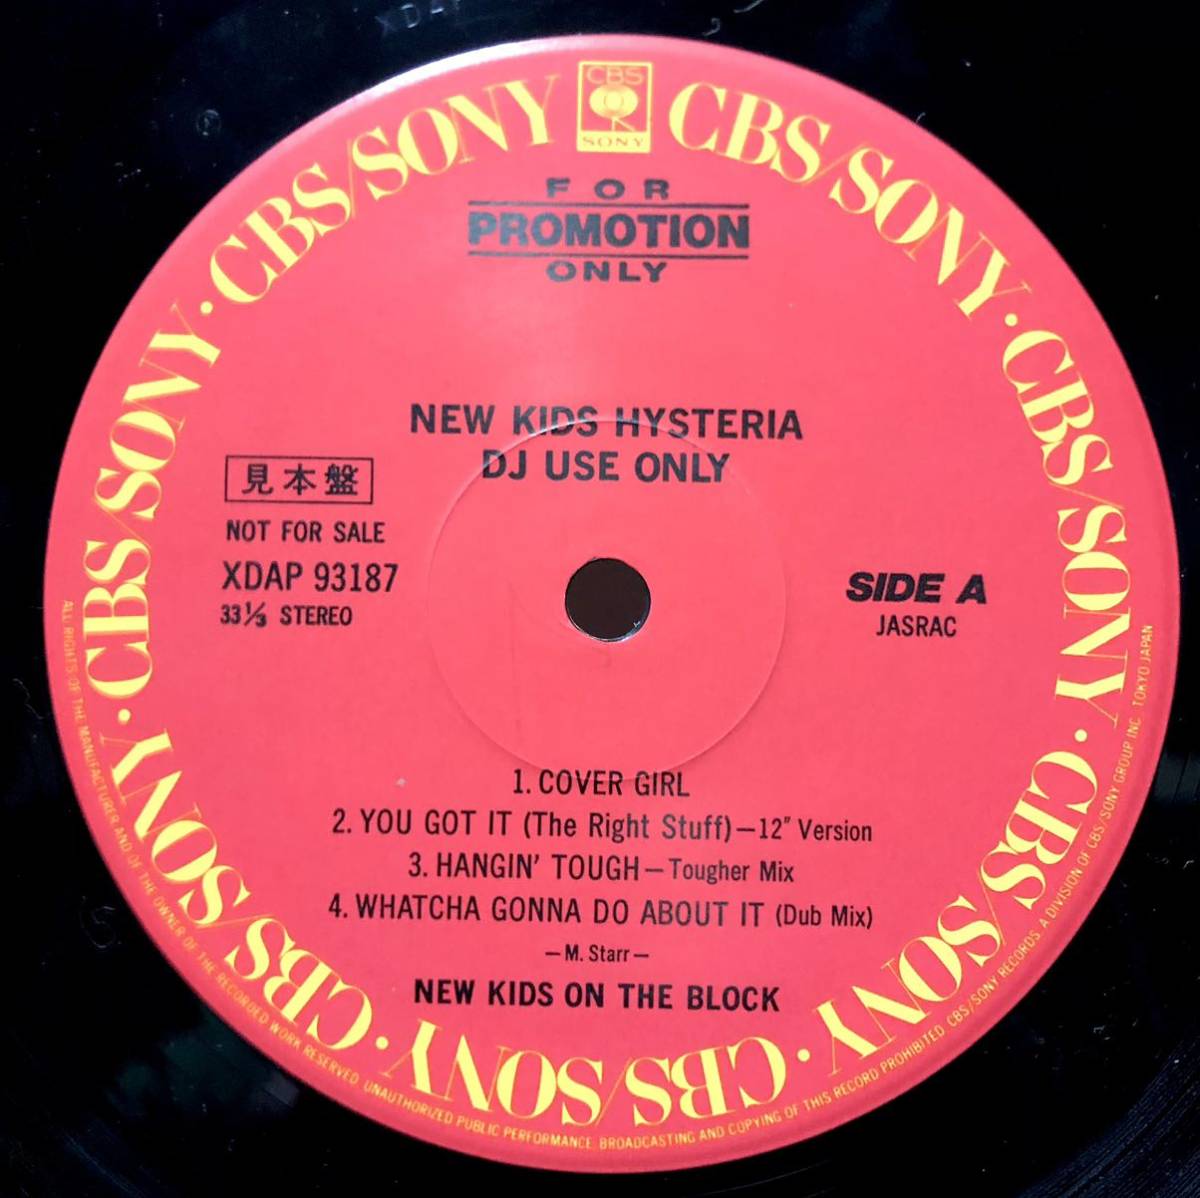 CBS/SONY · CBS/SONY · CBS/SONY · CBS/SONY · CBS/SONY · CBS/SONY · CBS/SONY · CBS/SONY · CBS/SONY
CBS
SONY
FOR
PROMOTION
ONLY
NEW KIDS HYSTERIA
DJ USE ONLY
見本盤
NOT FOR SALE
XDAP 93187
33⅓ STEREO
SIDE A
JASRAC
1. COVER GIRL
2. YOU GOT IT (The Right Stuff)—12" Version
3. HANGIN' TOUGH—Tougher Mix
4. WHATCHA GONNA DO ABOUT IT (Dub Mix)
—M. Starr—
NEW KIDS ON THE BLOCK
ALL RIGHTS OF THE MANUFACTURER AND OF THE OWNER OF THE RECORDED WORK RESERVED. UNAUTHORIZED PUBLIC PERFORMANCE BROADCASTING AND COPYING OF THIS RECORD PROHIBITED. CBS/SONY RECORDS. A DIVISION OF CBS/SONY GROUP INC. TOKYO JAPAN